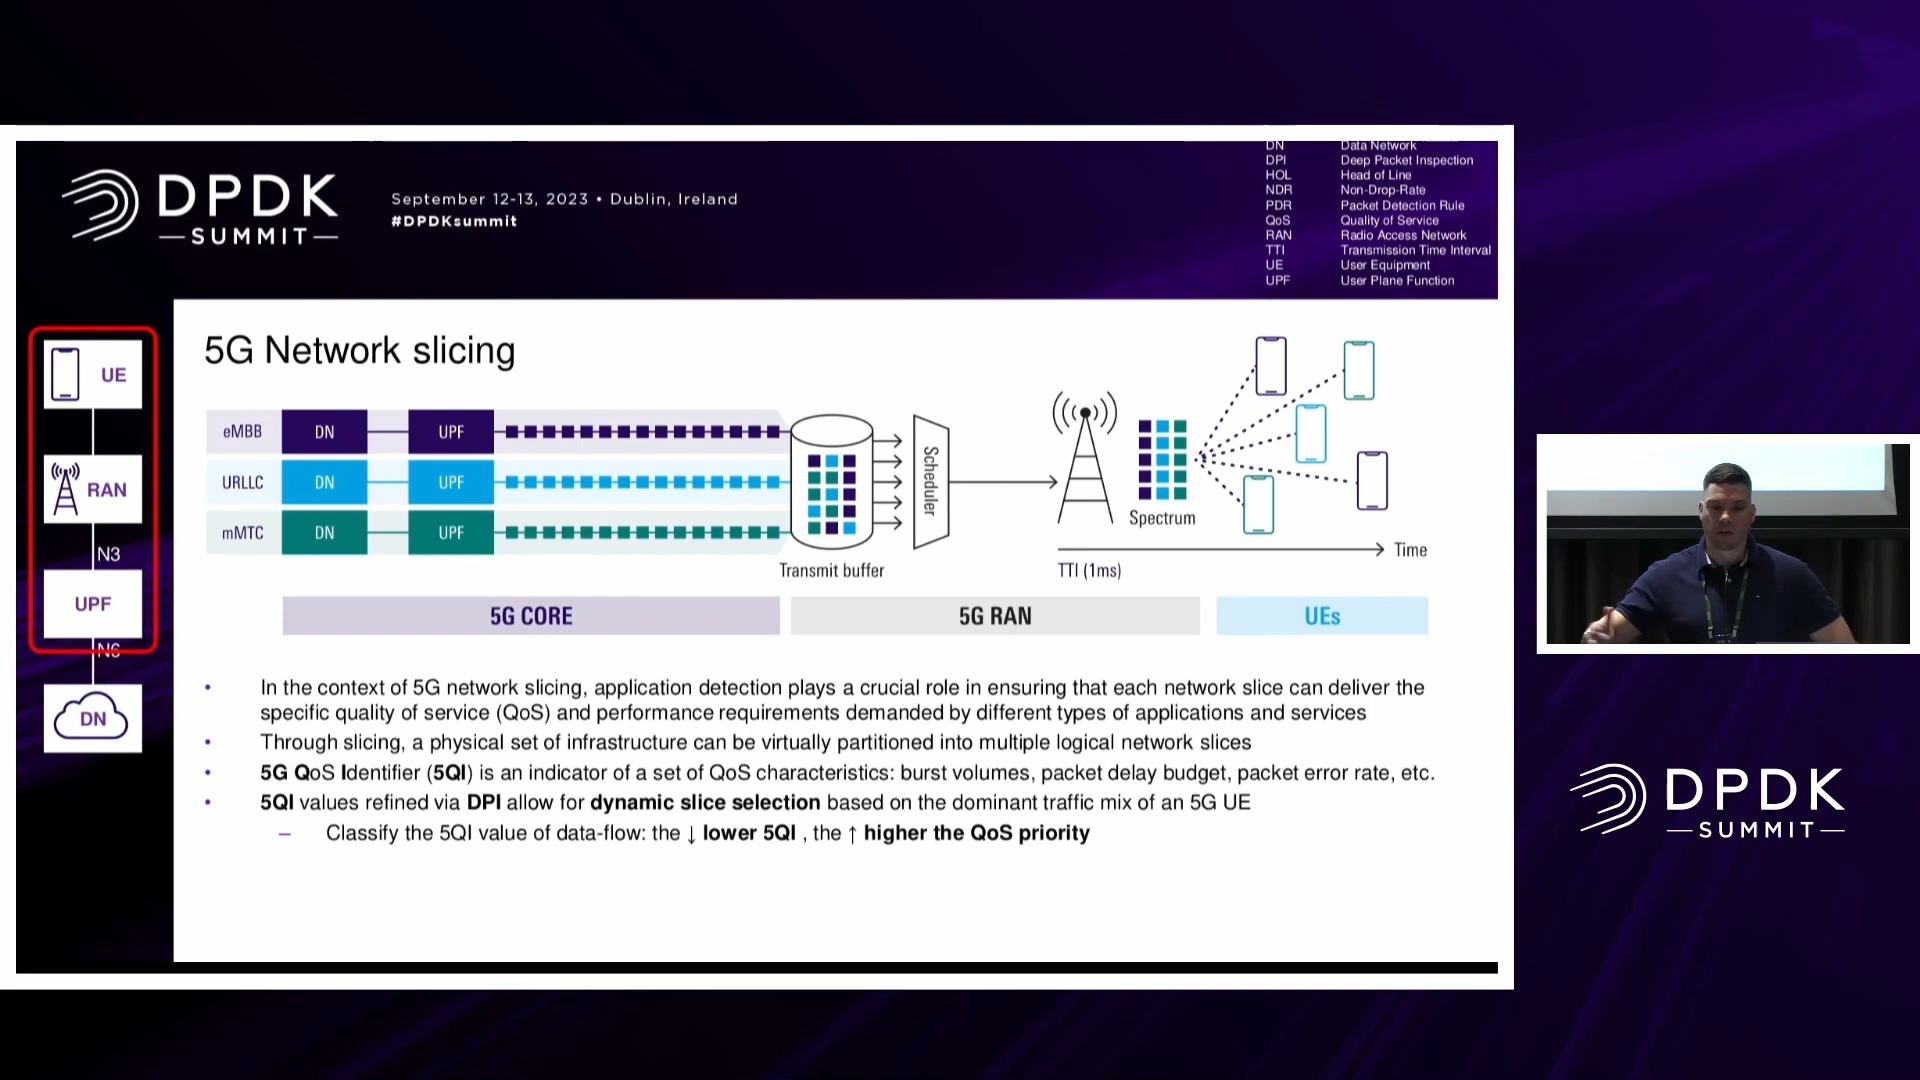 DPDK
SUMMIT
September 12-13, 2023 • Dublin, Ireland
#DPDKsummit
DN Data Network
DPI Deep Packet Inspection
HOL Head of Line
NDR Non-Drop-Rate
PDR Packet Detection Rule
QoS Quality of Service
RAN Radio Access Network
TTI Transmission Time Interval
UE User Equipment
UPF User Plane Function
UE
RAN
N3
UPF
N6
DN
5G Network slicing
eMBB DN UPF
URLLC DN UPF
mMTC DN UPF
Transmit buffer
Scheduler
Spectrum
TTI (1ms)
Time
5G CORE
5G RAN
UEs
• In the context of 5G network slicing, application detection plays a crucial role in ensuring that each network slice can deliver the
specific quality of service (QoS) and performance requirements demanded by different types of applications and services
• Through slicing, a physical set of infrastructure can be virtually partitioned into multiple logical network slices
• 5G QoS Identifier (5QI) is an indicator of a set of QoS characteristics: burst volumes, packet delay budget, packet error rate, etc.
• 5QI values refined via DPI allow for dynamic slice selection based on the dominant traffic mix of an 5G UE
– Classify the 5QI value of data-flow: the ↓ lower 5QI , the ↑ higher the QoS priority
DPDK
SUMMIT